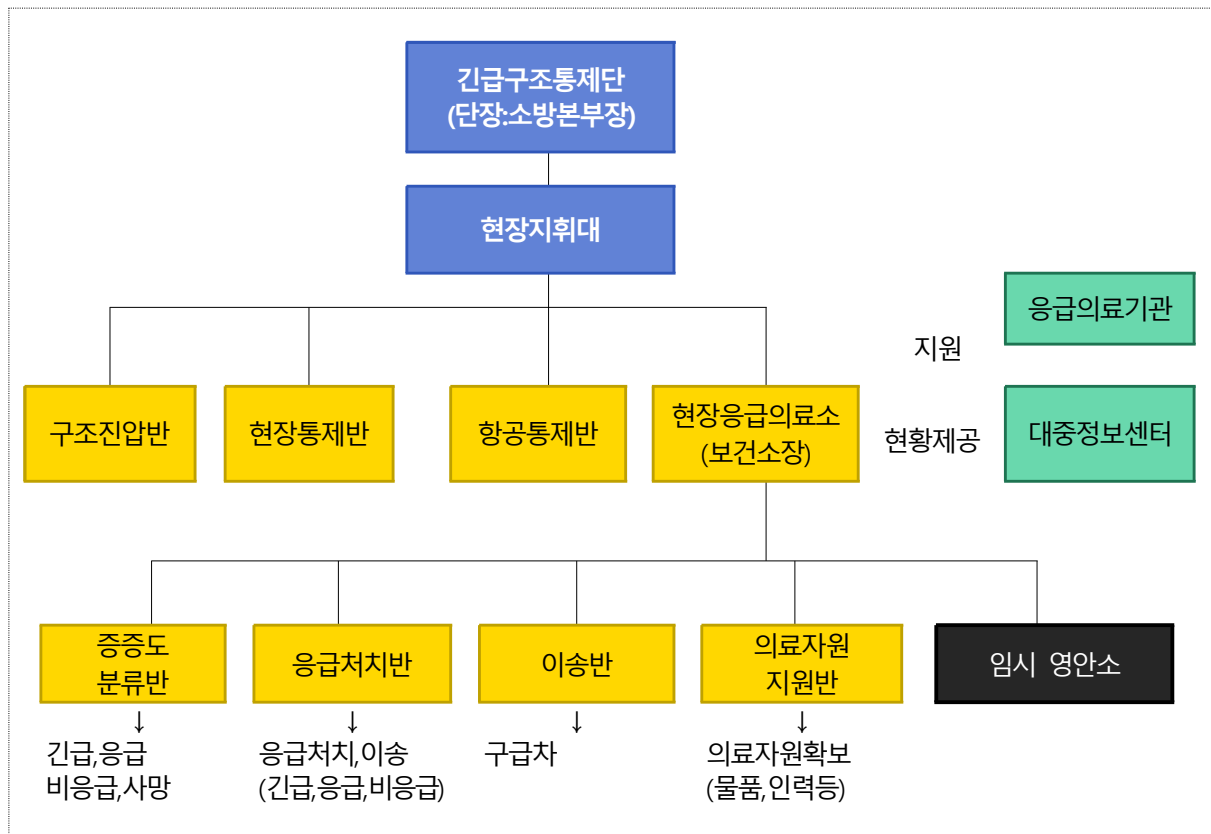 긴급구조통제단
(단장:소방본부장)
현장지휘대
응급의료기관
지원
구조진압반
현장통제반
항공통제반
현장응급의료소
(보건소장)
현황제공
대중정보센터
증증도
분류반
응급처치반
이송반
의료자원
지원반
임시 영안소
↓
긴급,응급
비응급,사망
↓
응급처치,이송
(긴급,응급,비응급)
↓
구급차
↓
의료자원확보
(물품,인력등)